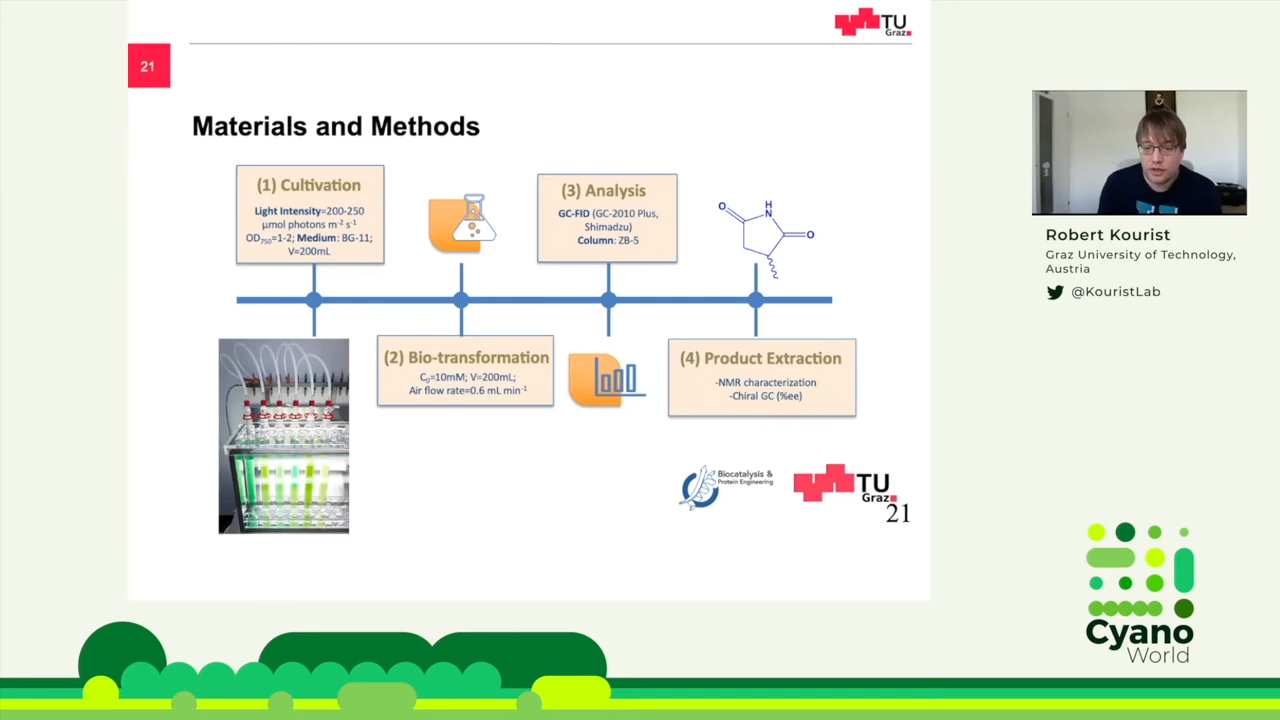 TU
Graz
21
Materials and Methods
(1) Cultivation
Light Intensity=200-250
µmol photons m⁻² s⁻¹
OD₇₅₀=1-2; Medium: BG-11;
V=200mL
(3) Analysis
GC-FID (GC-2010 Plus,
Shimadzu)
Column: ZB-5
O
H
N
O
(2) Bio-transformation
C₀=10mM; V=200mL;
Air flow rate=0.6 mL min⁻¹
(4) Product Extraction
-NMR characterization
-Chiral GC (%ee)
Biocatalysis &
Protein Engineering
TU
Graz
21
Robert Kourist
Graz University of Technology,
Austria
@KouristLab
Cyano
World